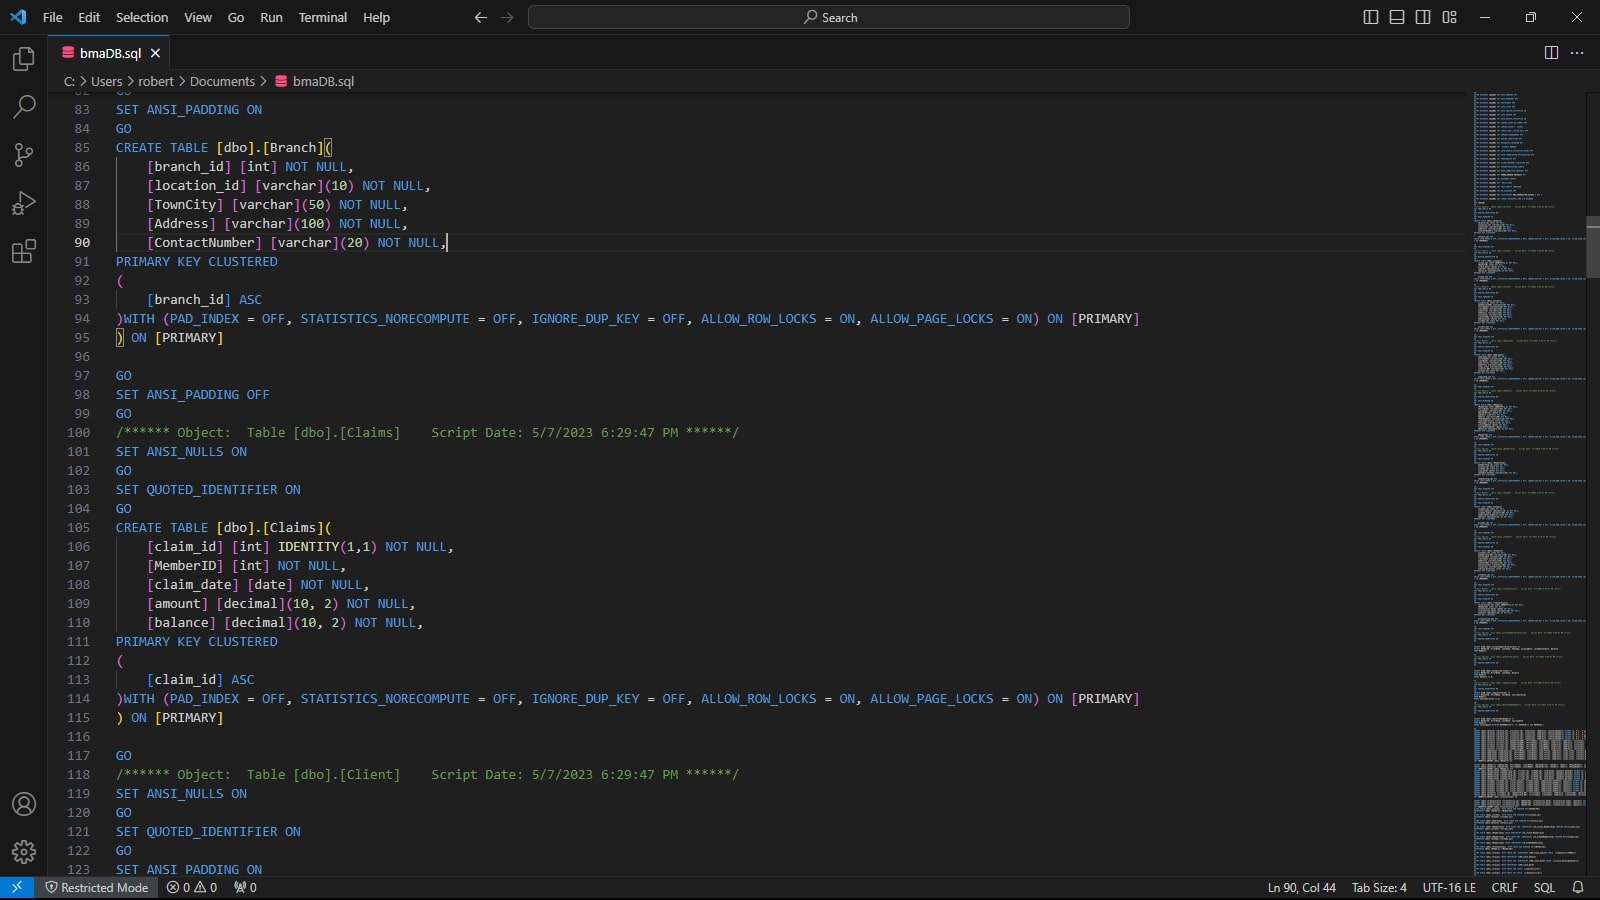 File Edit Selection View Go Run Terminal Help
Search
bmaDB.sql
C: > Users > robert > Documents > bmaDB.sql
82 GO
83 SET ANSI_PADDING ON
84 GO
85 CREATE TABLE [dbo].[Branch](
86 [branch_id] [int] NOT NULL,
87 [location_id] [varchar](10) NOT NULL,
88 [TownCity] [varchar](50) NOT NULL,
89 [Address] [varchar](100) NOT NULL,
90 [ContactNumber] [varchar](20) NOT NULL,
91 PRIMARY KEY CLUSTERED
92 (
93 [branch_id] ASC
94 )WITH (PAD_INDEX = OFF, STATISTICS_NORECOMPUTE = OFF, IGNORE_DUP_KEY = OFF, ALLOW_ROW_LOCKS = ON, ALLOW_PAGE_LOCKS = ON) ON [PRIMARY]
95 ) ON [PRIMARY]
96
97 GO
98 SET ANSI_PADDING OFF
99 GO
100 /****** Object:  Table [dbo].[Claims]    Script Date: 5/7/2023 6:29:47 PM ******/
101 SET ANSI_NULLS ON
102 GO
103 SET QUOTED_IDENTIFIER ON
104 GO
105 CREATE TABLE [dbo].[Claims](
106 [claim_id] [int] IDENTITY(1,1) NOT NULL,
107 [MemberID] [int] NOT NULL,
108 [claim_date] [date] NOT NULL,
109 [amount] [decimal](10, 2) NOT NULL,
110 [balance] [decimal](10, 2) NOT NULL,
111 PRIMARY KEY CLUSTERED
112 (
113 [claim_id] ASC
114 )WITH (PAD_INDEX = OFF, STATISTICS_NORECOMPUTE = OFF, IGNORE_DUP_KEY = OFF, ALLOW_ROW_LOCKS = ON, ALLOW_PAGE_LOCKS = ON) ON [PRIMARY]
115 ) ON [PRIMARY]
116
117 GO
118 /****** Object:  Table [dbo].[Client]    Script Date: 5/7/2023 6:29:47 PM ******/
119 SET ANSI_NULLS ON
120 GO
121 SET QUOTED_IDENTIFIER ON
122 GO
123 SET ANSI_PADDING ON
Restricted Mode 0 0 0 Ln 90, Col 44 Tab Size: 4 UTF-16 LE CRLF SQL